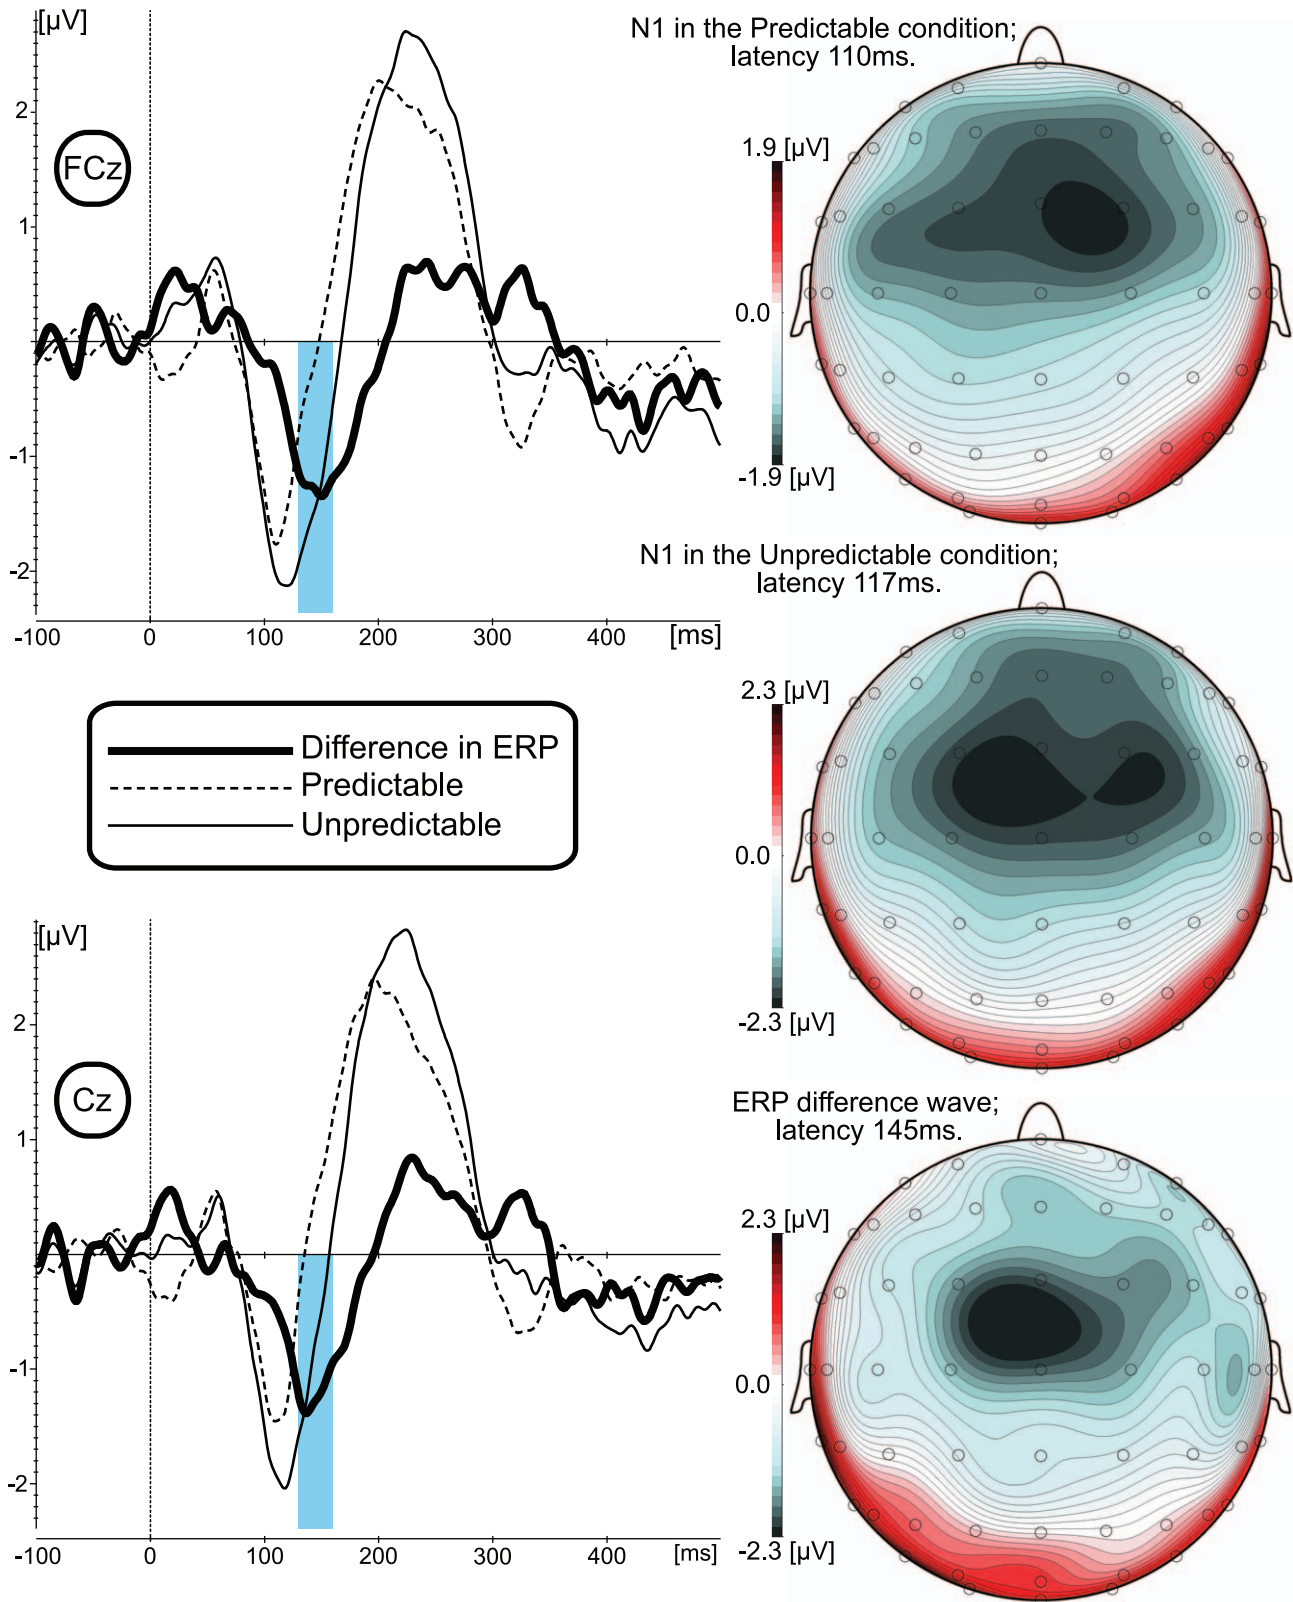 [µV]
2
FCz
1
0
-1
-2
-100
0
100
200
300
400
[ms]
Difference in ERP
Predictable
Unpredictable
[µV]
2
Cz
1
0
-1
-2
-100
0
100
200
300
400
[ms]
N1 in the Predictable condition;
latency 110ms.
1.9 [µV]
0.0
-1.9 [µV]
N1 in the Unpredictable condition;
latency 117ms.
2.3 [µV]
0.0
-2.3 [µV]
ERP difference wave;
latency 145ms.
2.3 [µV]
0.0
-2.3 [µV]